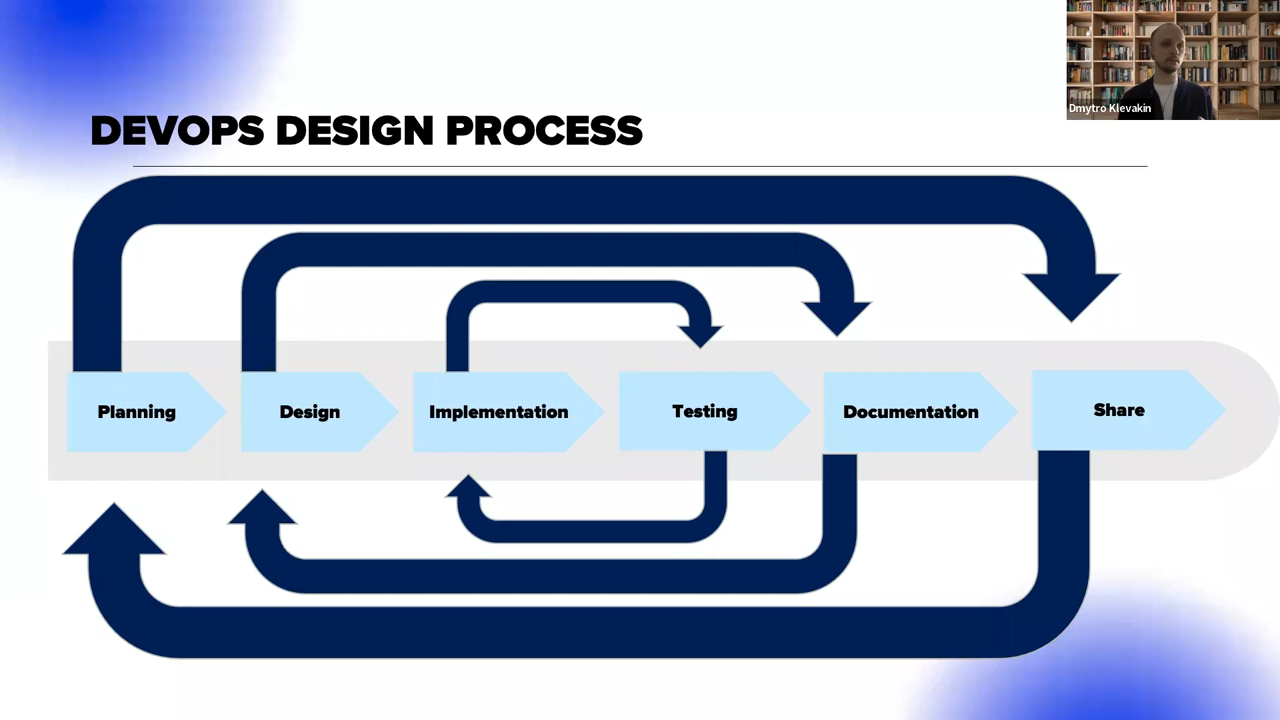 Dmytro Klevakin
DEVOPS DESIGN PROCESS
Planning
Design
Implementation
Testing
Documentation
Share